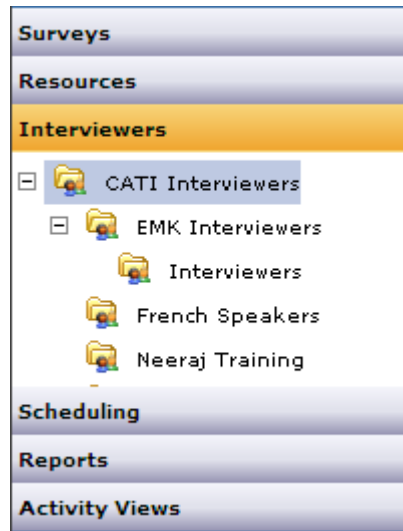 Surveys
Resources
Interviewers
CATI Interviewers
EMK Interviewers
Interviewers
French Speakers
Neeraj Training
Scheduling
Reports
Activity Views